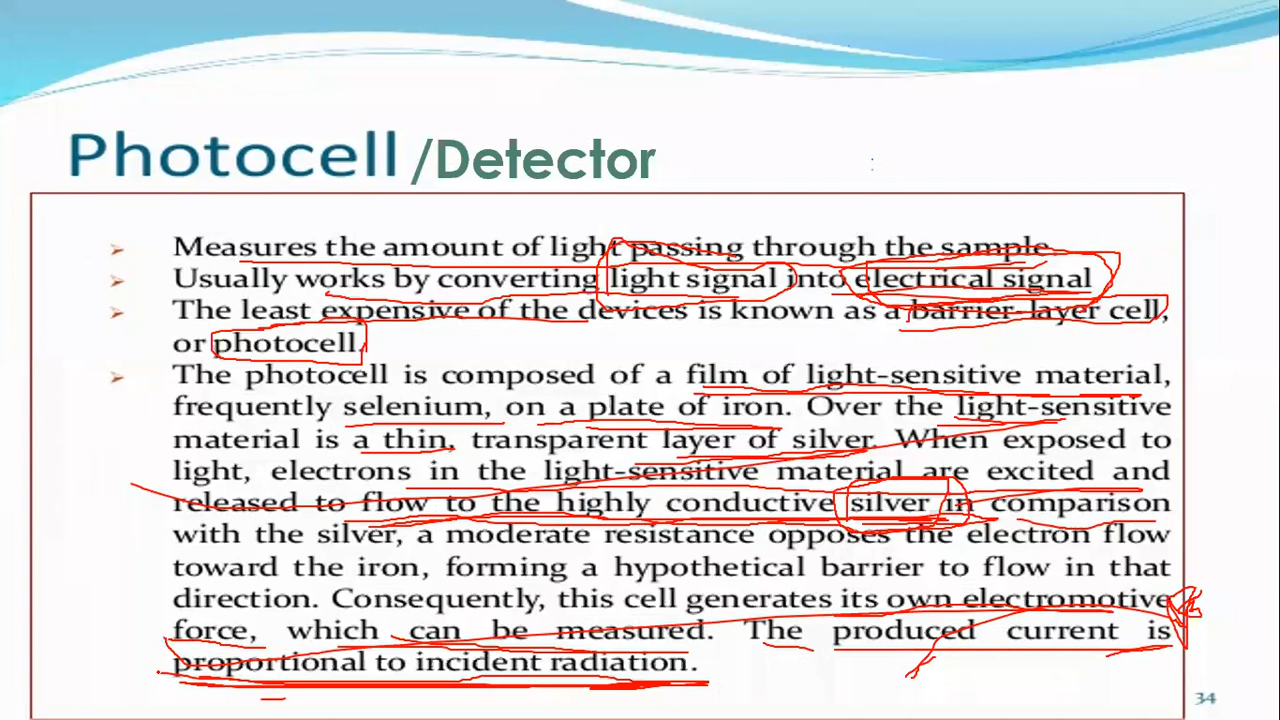 Photocell /Detector
Measures the amount of light passing through the sample.
Usually works by converting light signal into electrical signal
The least expensive of the devices is known as a barrier-layer cell,
or photocell.
The photocell is composed of a film of light-sensitive material,
frequently selenium, on a plate of iron. Over the light-sensitive
material is a thin, transparent layer of silver. When exposed to
light, electrons in the light-sensitive material are excited and
released to flow to the highly conductive silver in comparison
with the silver, a moderate resistance opposes the electron flow
toward the iron, forming a hypothetical barrier to flow in that
direction. Consequently, this cell generates its own electromotive
force, which can be measured. The produced current is
proportional to incident radiation.
34